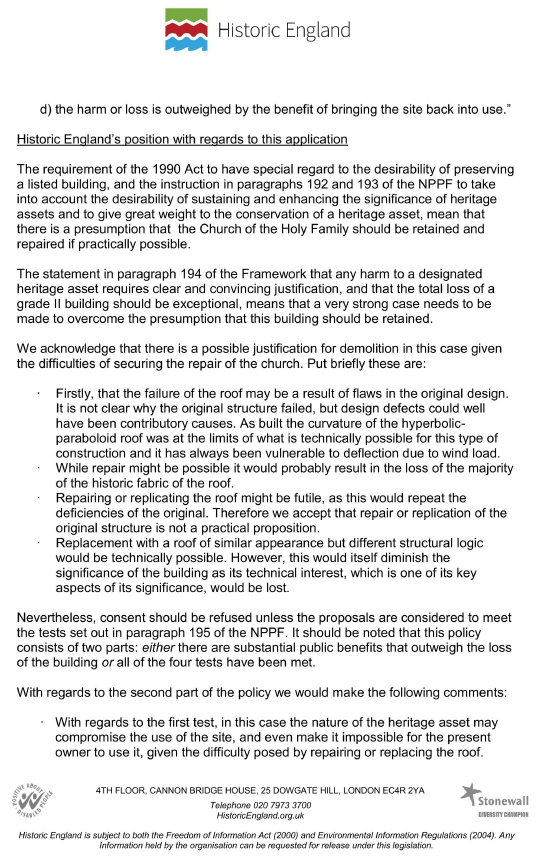 Historic England
d) the harm or loss is outweighed by the benefit of bringing the site back into use.”
Historic England’s position with regards to this application
The requirement of the 1990 Act to have special regard to the desirability of preserving
a listed building, and the instruction in paragraphs 192 and 193 of the NPPF to take
into account the desirability of sustaining and enhancing the significance of heritage
assets and to give great weight to the conservation of a heritage asset, mean that
there is a presumption that the Church of the Holy Family should be retained and
repaired if practically possible.
The statement in paragraph 194 of the Framework that any harm to a designated
heritage asset requires clear and convincing justification, and that the total loss of a
grade II building should be exceptional, means that a very strong case needs to be
made to overcome the presumption that this building should be retained.
We acknowledge that there is a possible justification for demolition in this case given
the difficulties of securing the repair of the church. Put briefly these are:
· Firstly, that the failure of the roof may be a result of flaws in the original design.
It is not clear why the original structure failed, but design defects could well
have been contributory causes. As built the curvature of the hyperbolic-
paraboloid roof was at the limits of what is technically possible for this type of
construction and it has always been vulnerable to deflection due to wind load.
· While repair might be possible it would probably result in the loss of the majority
of the historic fabric of the roof.
· Repairing or replicating the roof might be futile, as this would repeat the
deficiencies of the original. Therefore we accept that repair or replication of the
original structure is not a practical proposition.
· Replacement with a roof of similar appearance but different structural logic
would be technically possible. However, this would itself diminish the
significance of the building as its technical interest, which is one of its key
aspects of its significance, would be lost.
Nevertheless, consent should be refused unless the proposals are considered to meet
the tests set out in paragraph 195 of the NPPF. It should be noted that this policy
consists of two parts: either there are substantial public benefits that outweigh the loss
of the building or all of the four tests have been met.
With regards to the second part of the policy we would make the following comments:
· With regards to the first test, in this case the nature of the heritage asset may
compromise the use of the site, and even make it impossible for the present
owner to use it, given the difficulty posed by repairing or replacing the roof.
POSITIVE ABOUT DISABLED PEOPLE
4TH FLOOR, CANNON BRIDGE HOUSE, 25 DOWGATE HILL, LONDON EC4R 2YA
Telephone 020 7973 3700
HistoricEngland.org.uk
Stonewall
DIVERSITY CHAMPION
Historic England is subject to both the Freedom of Information Act (2000) and Environmental Information Regulations (2004). Any
Information held by the organisation can be requested for release under this legislation.